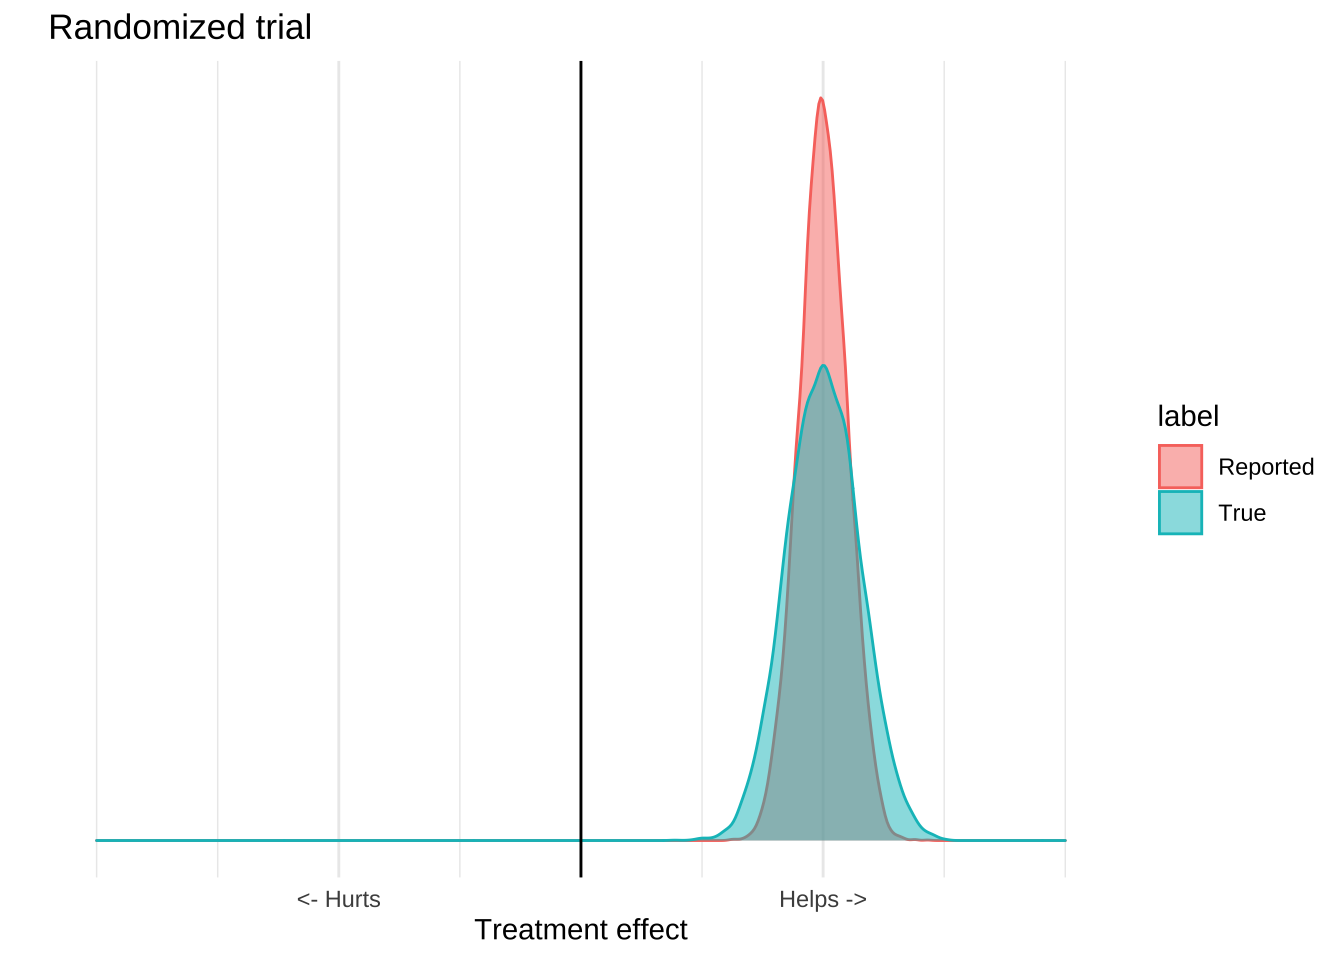 Randomized trial
label
Reported
True
<- Hurts
Helps ->
Treatment effect